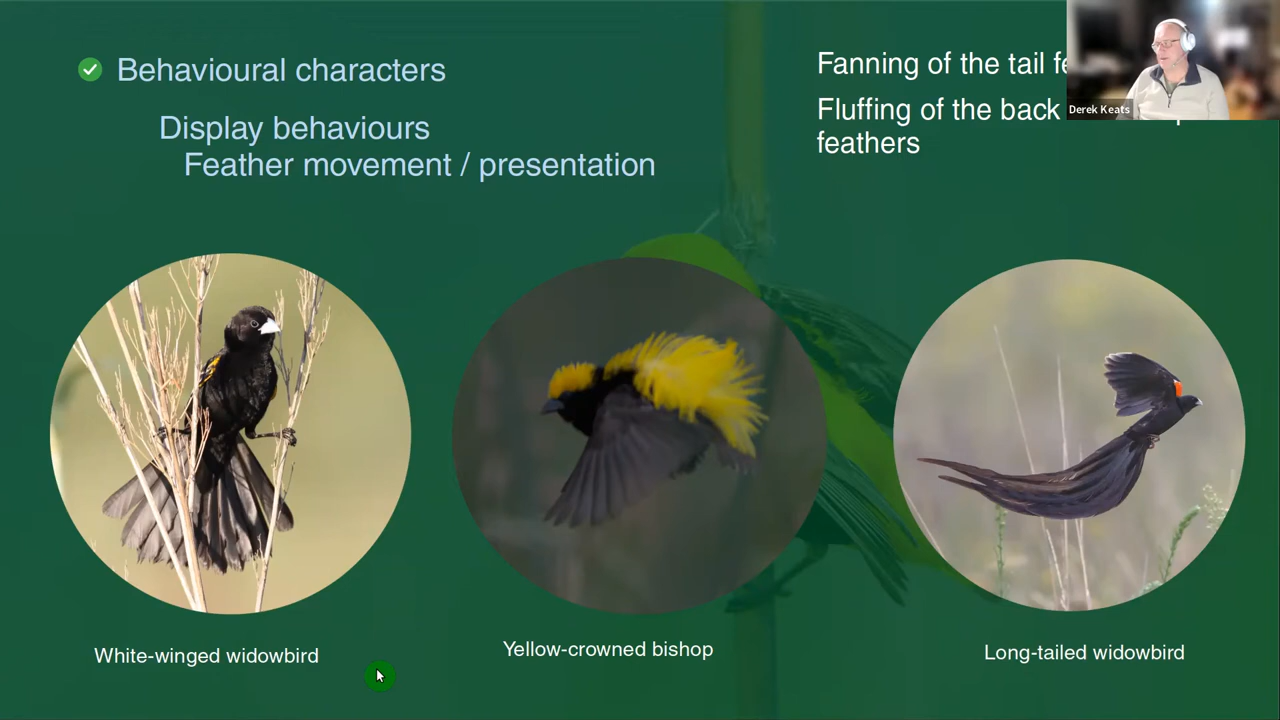 Behavioural characters
Display behaviours
Feather movement / presentation
Fanning of the tail
Fluffing of the back
feathers
Derek Keats
White-winged widowbird
Yellow-crowned bishop
Long-tailed widowbird